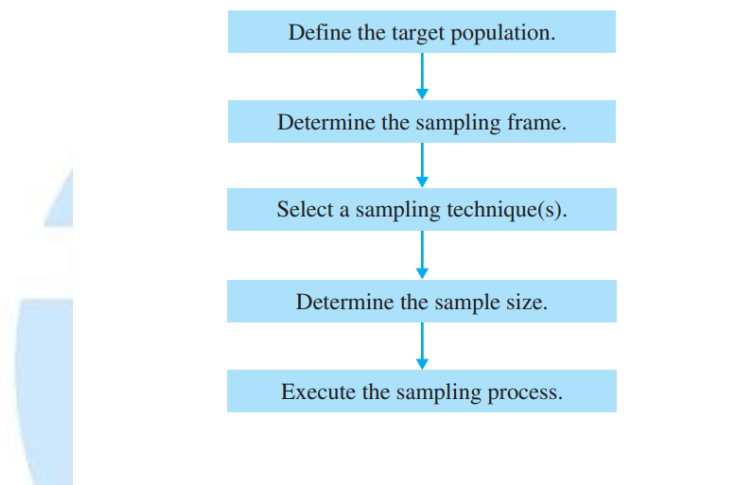 Define the target population.
Determine the sampling frame.
Select a sampling technique(s).
Determine the sample size.
Execute the sampling process.